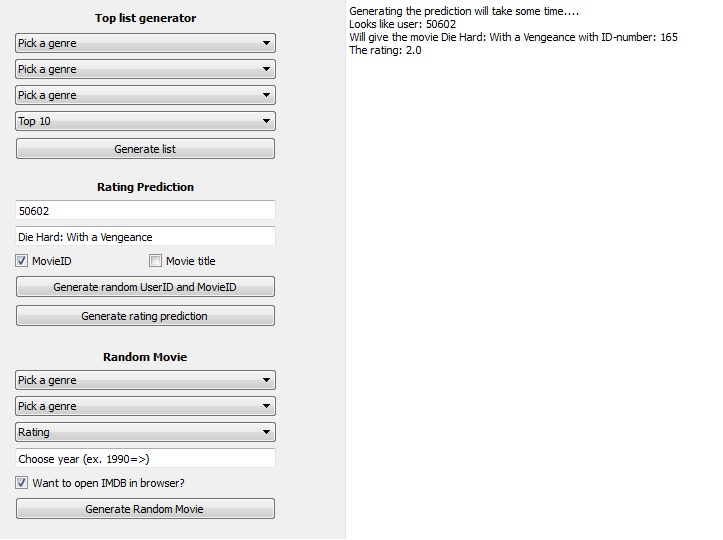 Top list generator
Pick a genre
Pick a genre
Pick a genre
Top 10
Generate list
Rating Prediction
50602
Die Hard: With a Vengeance
MovieID
Movie title
Generate random UserID and MovieID
Generate rating prediction
Random Movie
Pick a genre
Pick a genre
Rating
Choose year (ex. 1990=>)
Want to open IMDB in browser?
Generate Random Movie
Generating the prediction will take some time....
Looks like user: 50602
Will give the movie Die Hard: With a Vengeance with ID-number: 165
The rating: 2.0